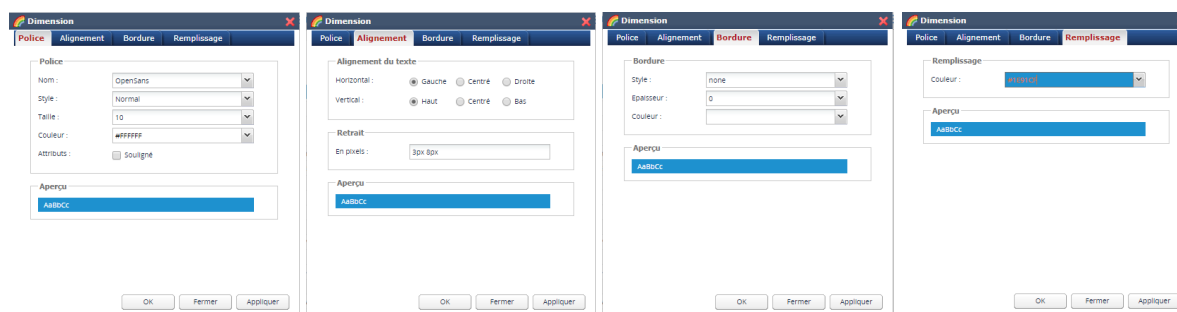 Dimension
Police Alignement Bordure Remplissage
Police
Nom : OpenSans
Style : Normal
Taille : 10
Couleur : #FFFFFF
Attributs : Souligné
Aperçu
AaBbCc
OK Fermer Appliquer
Dimension
Police Alignement Bordure Remplissage
Alignement du texte
Horizontal : Gauche Centré Droite
Vertical : Haut Centré Bas
Retrait
En pixels : 3px 8px
Aperçu
AaBbCc
OK Fermer Appliquer
Dimension
Police Alignement Bordure Remplissage
Bordure
Style : none
Epaisseur : 0
Couleur :
Aperçu
AaBbCc
OK Fermer Appliquer
Dimension
Police Alignement Bordure Remplissage
Remplissage
Couleur :
Aperçu
AaBbCc
OK Fermer Appliquer